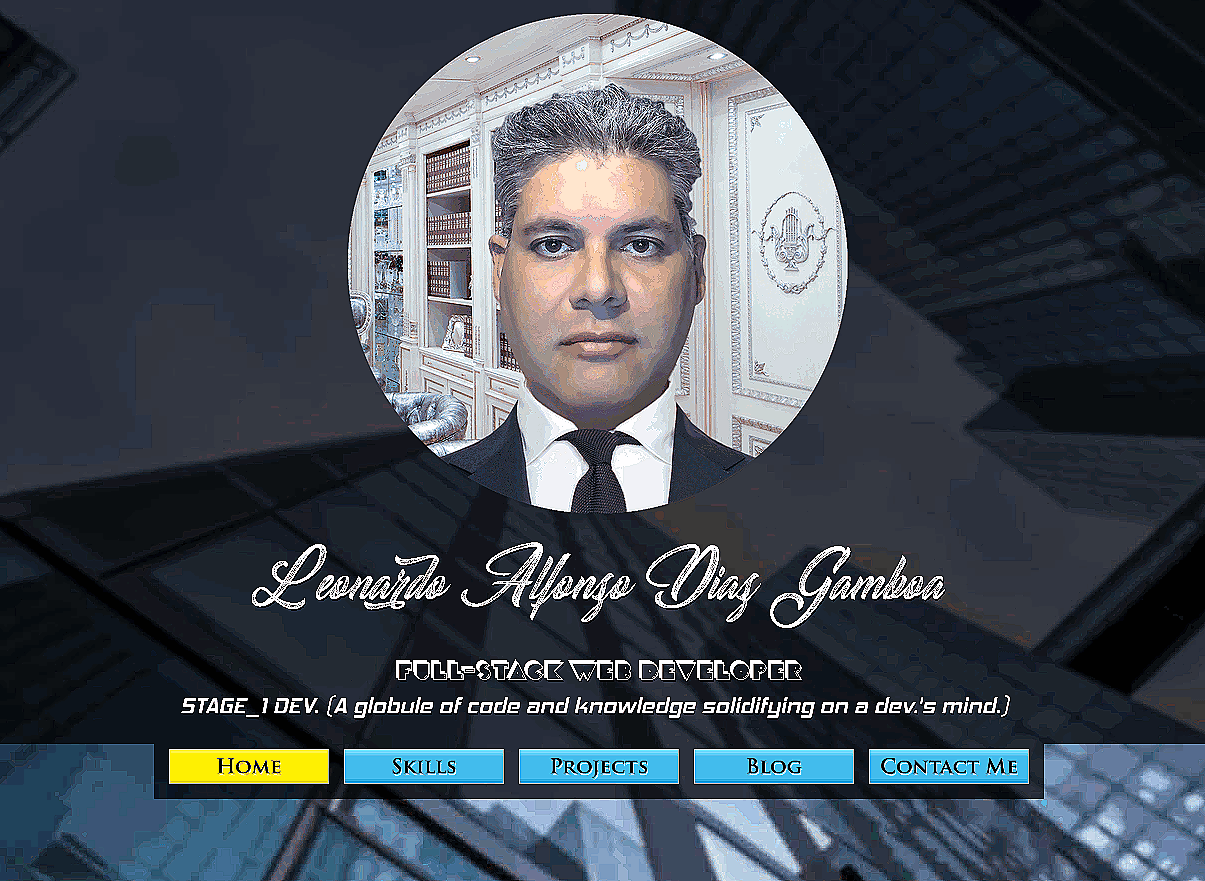 Leonardo Alfonso Dias Gamboa
FULL-STACK WEB DEVELOPER
STAGE_1 DEV. (A globule of code and knowledge solidifying on a dev.'s mind.)
Home Skills Projects Blog Contact Me